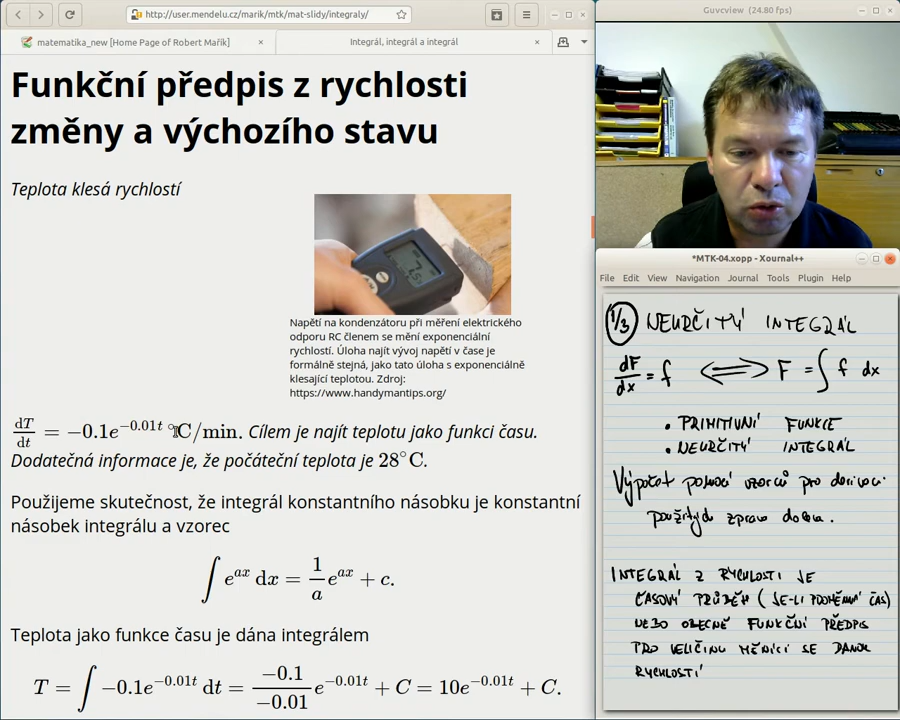 http://user.mendelu.cz/marik/mtk/mat-slidy/integraly/
Guvcview (24.80 fps)
matematika_new [Home Page of Robert Mařík]
Integrál, integrál a integrál
Funkční předpis z rychlosti
změny a výchozího stavu
Teplota klesá rychlostí
Napětí na kondenzátoru při měření elektrického
odporu RC členem se mění exponenciální
rychlostí. Úloha najít vývoj napětí v čase je
formálně stejná, jako tato úloha s exponenciálně
klesající teplotou. Zdroj:
https://www.handymantips.org/
dT/dt = −0.1e^{−0.01t} °C/min. Cílem je najít teplotu jako funkci času.
Dodatečná informace je, že počáteční teplota je 28°C.
Použijeme skutečnost, že integrál konstantního násobku je konstantní
násobek integrálu a vzorec
∫ e^{ax} dx = 1/a e^{ax} + c.
Teplota jako funkce času je dána integrálem
T = ∫ −0.1e^{−0.01t} dt = −0.1/−0.01 e^{−0.01t} + C = 10e^{−0.01t} + C.
*MTK-04.xopp - Xournal++
File Edit View Navigation Journal Tools Plugin Help
1/3 NEURČITÝ INTEGRÁL
dF/dx = f ⟺ F = ∫ f dx
• PRIMITIVNÍ FUNKCE
• NEURČITÝ INTEGRÁL
Výpočet pomocí vzorců pro derivaci
použitých zprava doleva.
INTEGRÁL Z RYCHLOSTI JE
ČASOVÝ PRŮBĚH (JE-LI PROMĚNNÁ ČAS)
NEBO OBECNĚ FUNKČNÍ PŘEDPIS
PRO VELIČINU MĚNÍCÍ SE DANOU
RYCHLOSTÍ